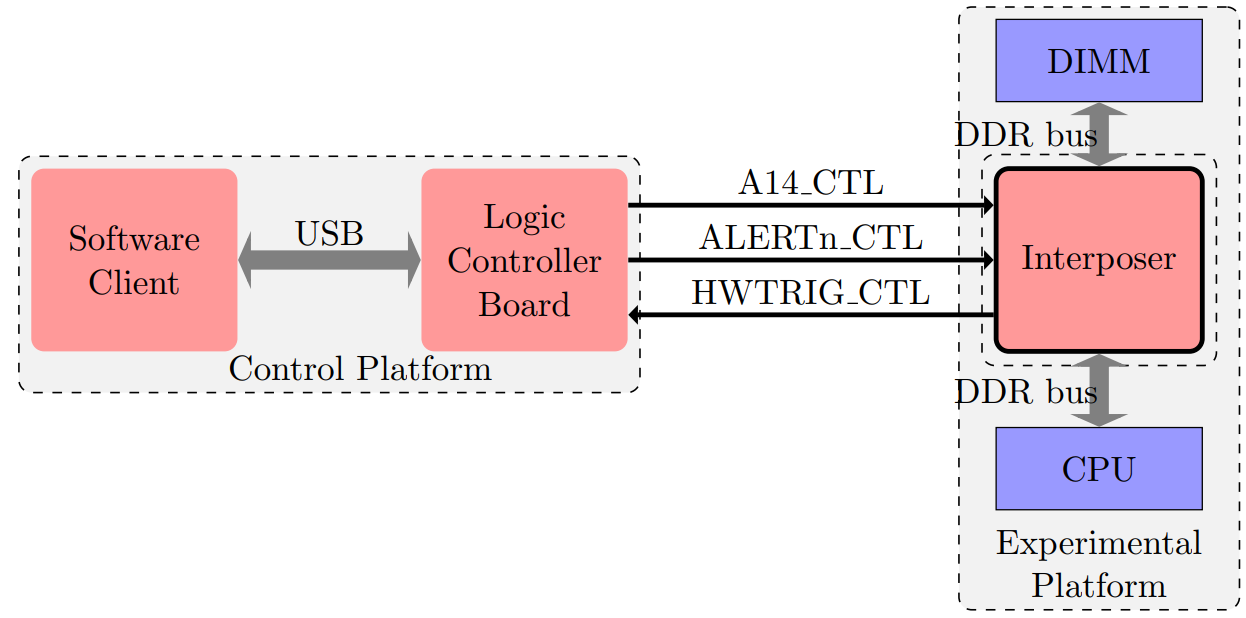 DIMM
DDR bus
Software
Client
USB
Logic
Controller
Board
A14_CTL
ALERTn_CTL
HWTRIG_CTL
Interposer
Control Platform
DDR bus
CPU
Experimental
Platform